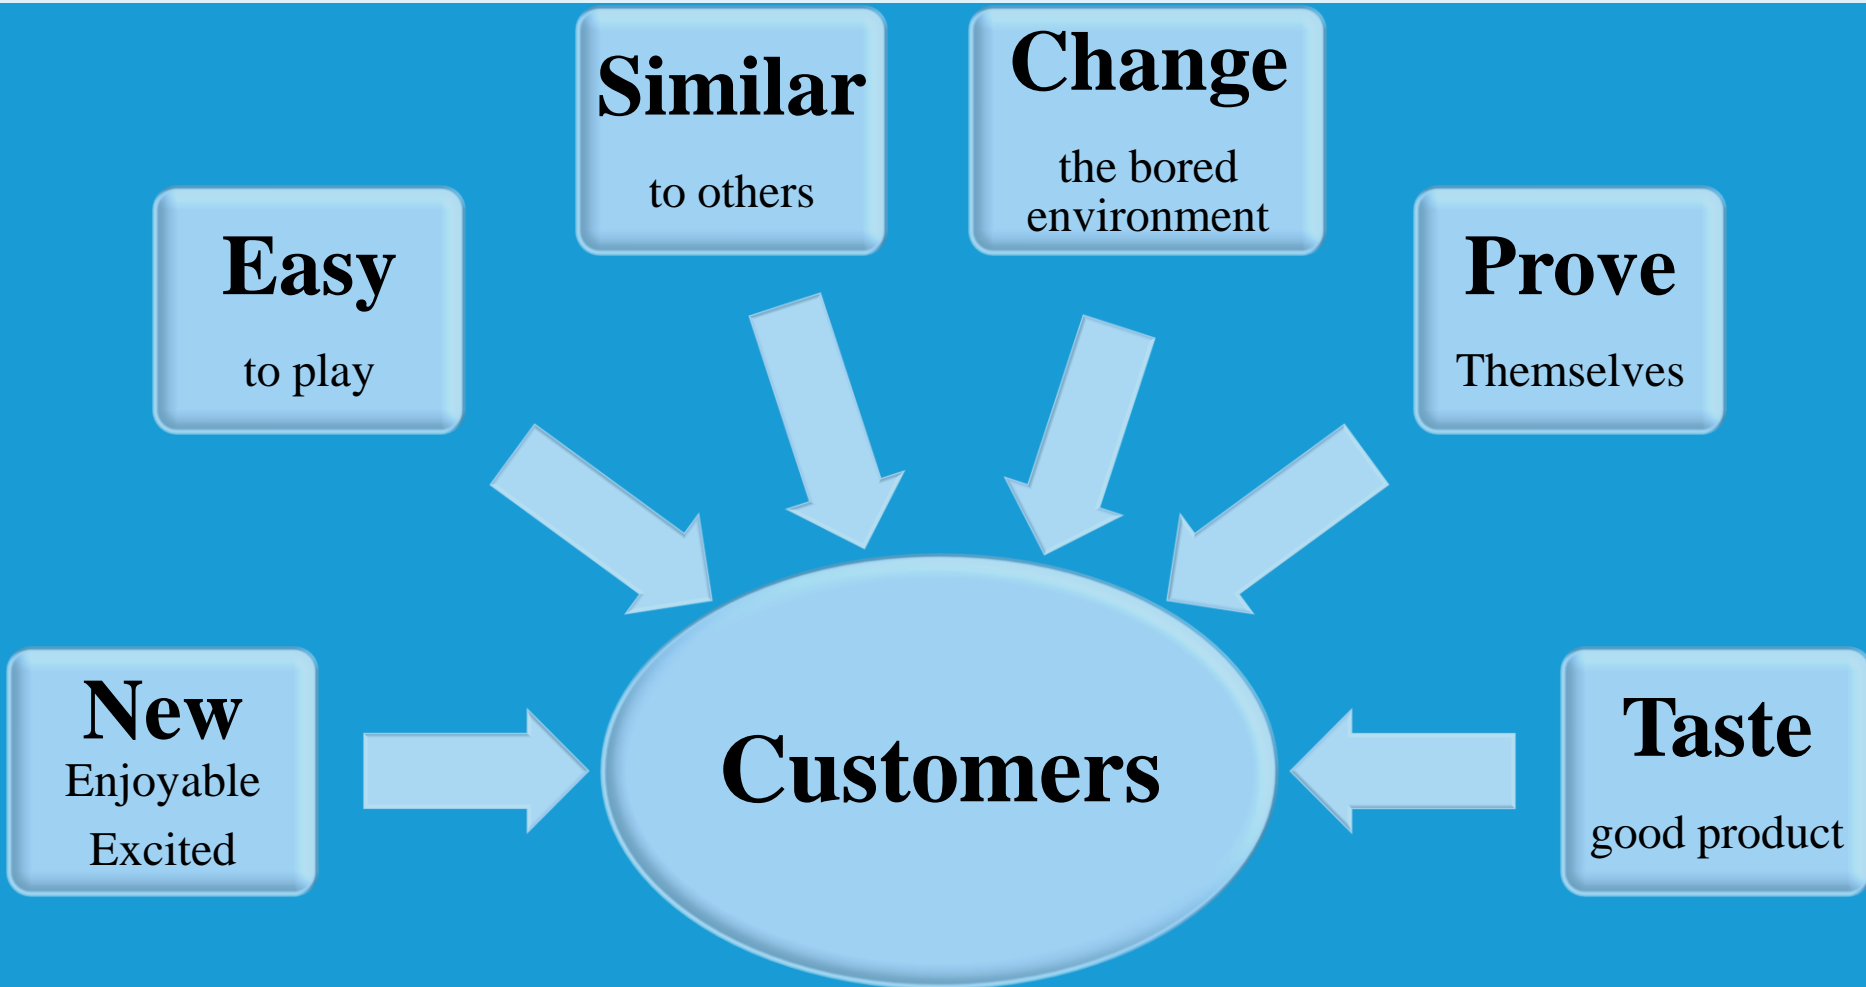 Similar
to others
Change
the bored
environment
Easy
to play
Prove
Themselves
New
Enjoyable
Excited
Customers
Taste
good product